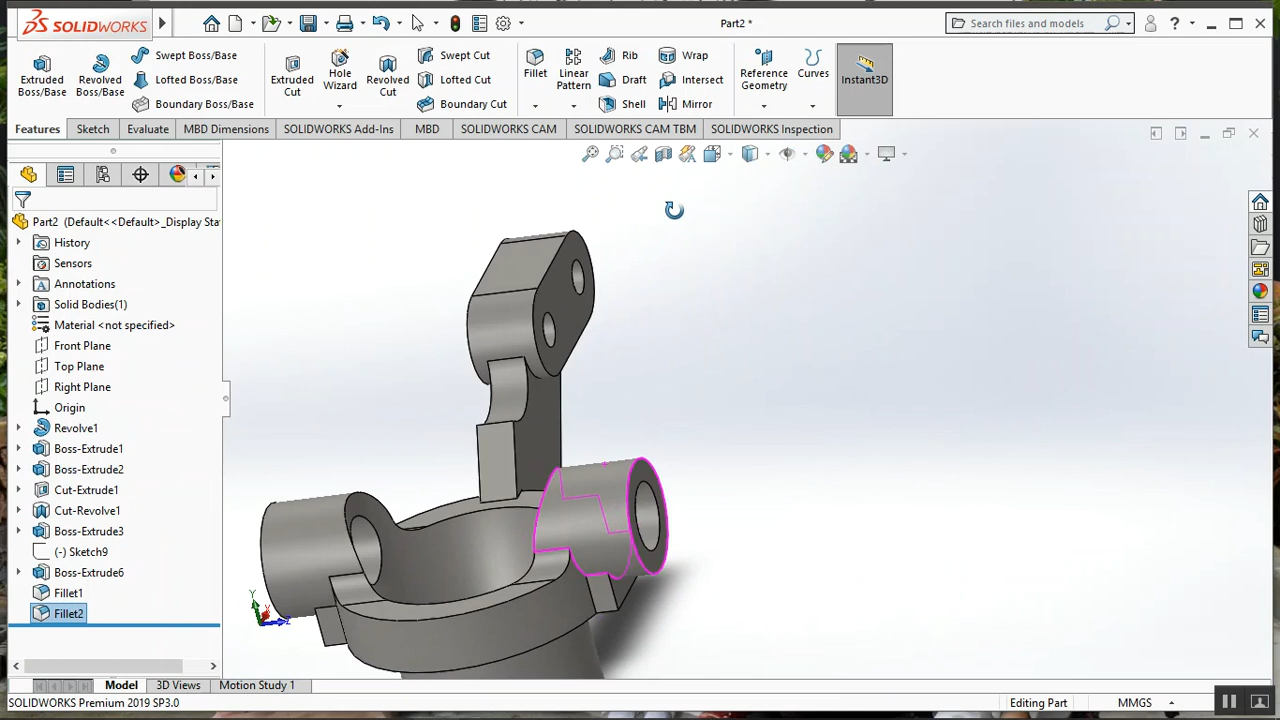 SOLIDWORKS
Part2 *
Search files and models
Extruded Boss/Base
Revolved Boss/Base
Swept Boss/Base
Lofted Boss/Base
Boundary Boss/Base
Extruded Cut
Hole Wizard
Revolved Cut
Swept Cut
Lofted Cut
Boundary Cut
Fillet
Linear Pattern
Rib
Draft
Shell
Wrap
Intersect
Mirror
Reference Geometry
Curves
Instant3D
Features
Sketch
Evaluate
MBD Dimensions
SOLIDWORKS Add-Ins
MBD
SOLIDWORKS CAM
SOLIDWORKS CAM TBM
SOLIDWORKS Inspection
Part2 (Default<<Default>_Display Sta
History
Sensors
Annotations
Solid Bodies(1)
Material <not specified>
Front Plane
Top Plane
Right Plane
Origin
Revolve1
Boss-Extrude1
Boss-Extrude2
Cut-Extrude1
Cut-Revolve1
Boss-Extrude3
(-) Sketch9
Boss-Extrude6
Fillet1
Fillet2
Y
X
Z
Model
3D Views
Motion Study 1
SOLIDWORKS Premium 2019 SP3.0
Editing Part
MMGS